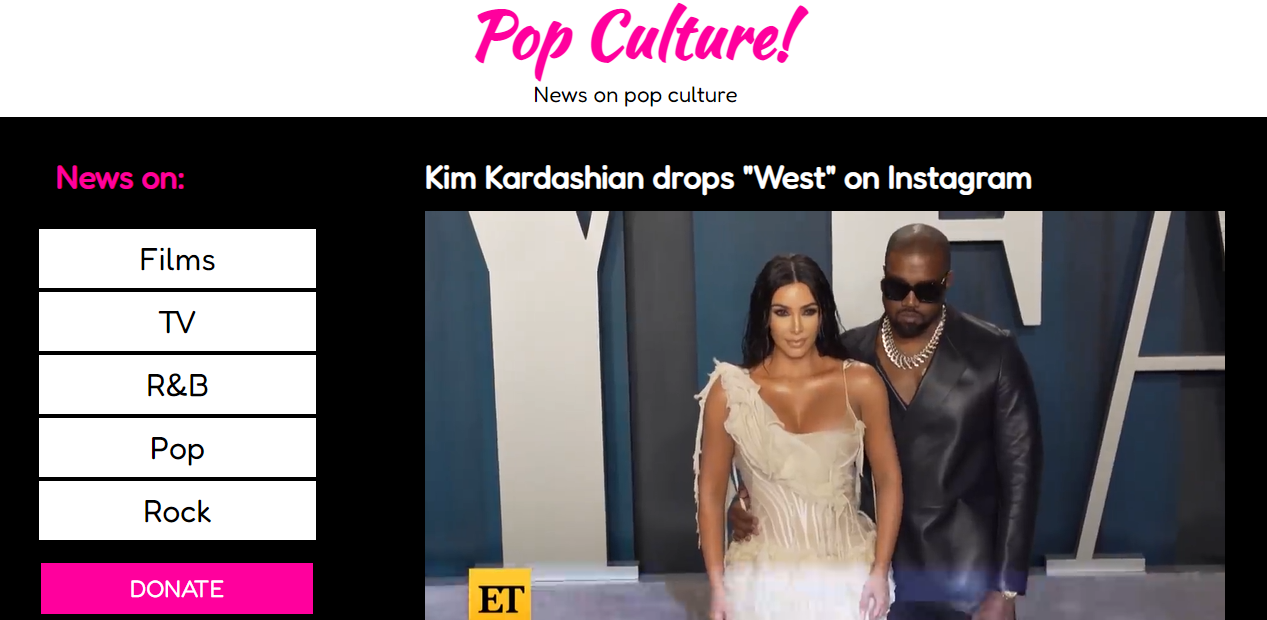 Pop Culture!
News on pop culture
News on:
Films
TV
R&B
Pop
Rock
DONATE
Kim Kardashian drops "West" on Instagram
ET